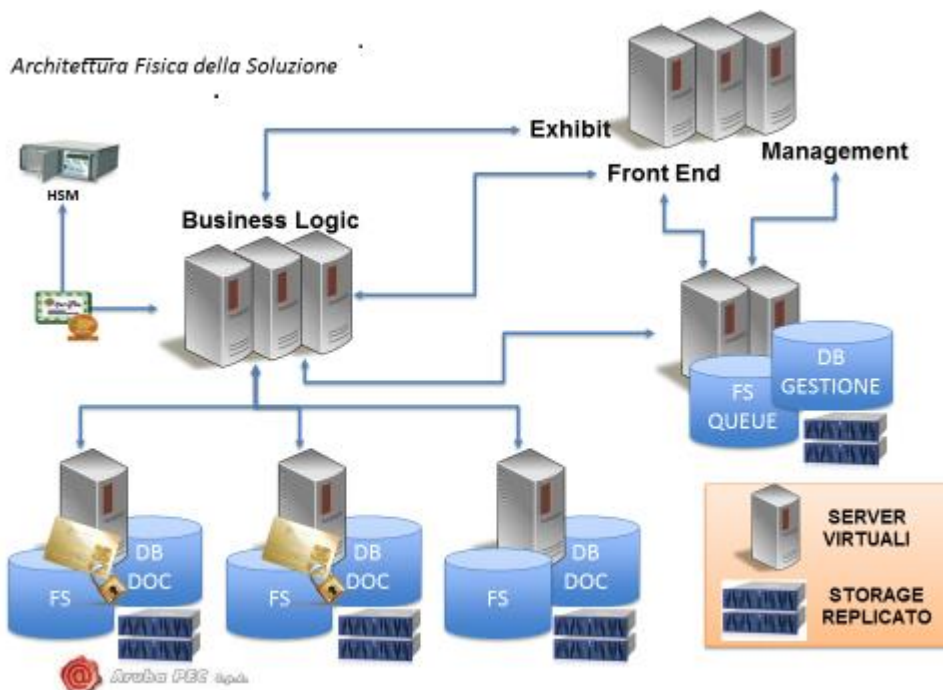 Architettura Fisica della Soluzione
Exhibit
Management
Front End
HSM
Business Logic
DB
GESTIONE
FS
QUEUE
SERVER
VIRTUALI
STORAGE
REPLICATO
DB
DOC
FS
DB
DOC
FS
DB
DOC
FS
Aruba PEC S.p.A.